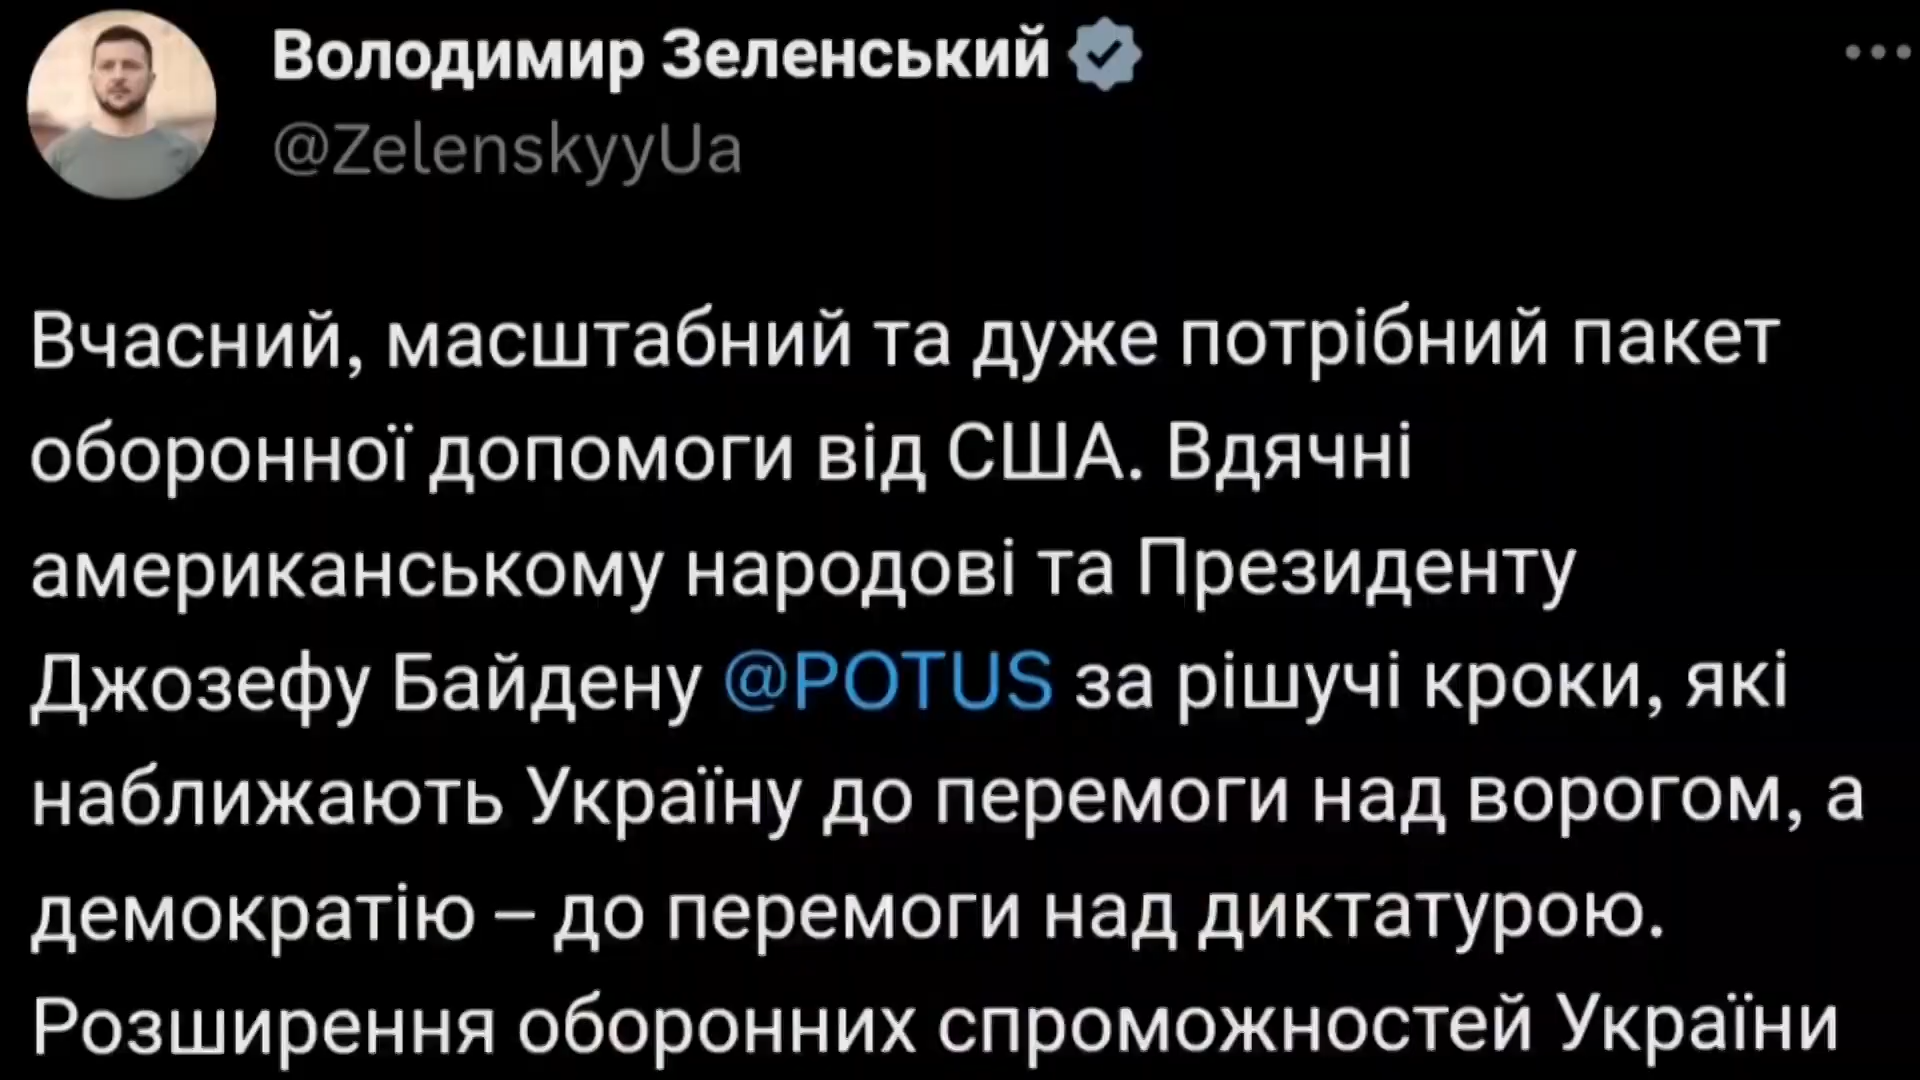 Володимир Зеленський
@ZelenskyyUa
Вчасний, масштабний та дуже потрібний пакет
оборонної допомоги від США. Вдячні
американському народові та Президенту
Джозефу Байдену @POTUS за рішучі кроки, які
наближають Україну до перемоги над ворогом, а
демократію – до перемоги над диктатурою.
Розширення оборонних спроможностей України